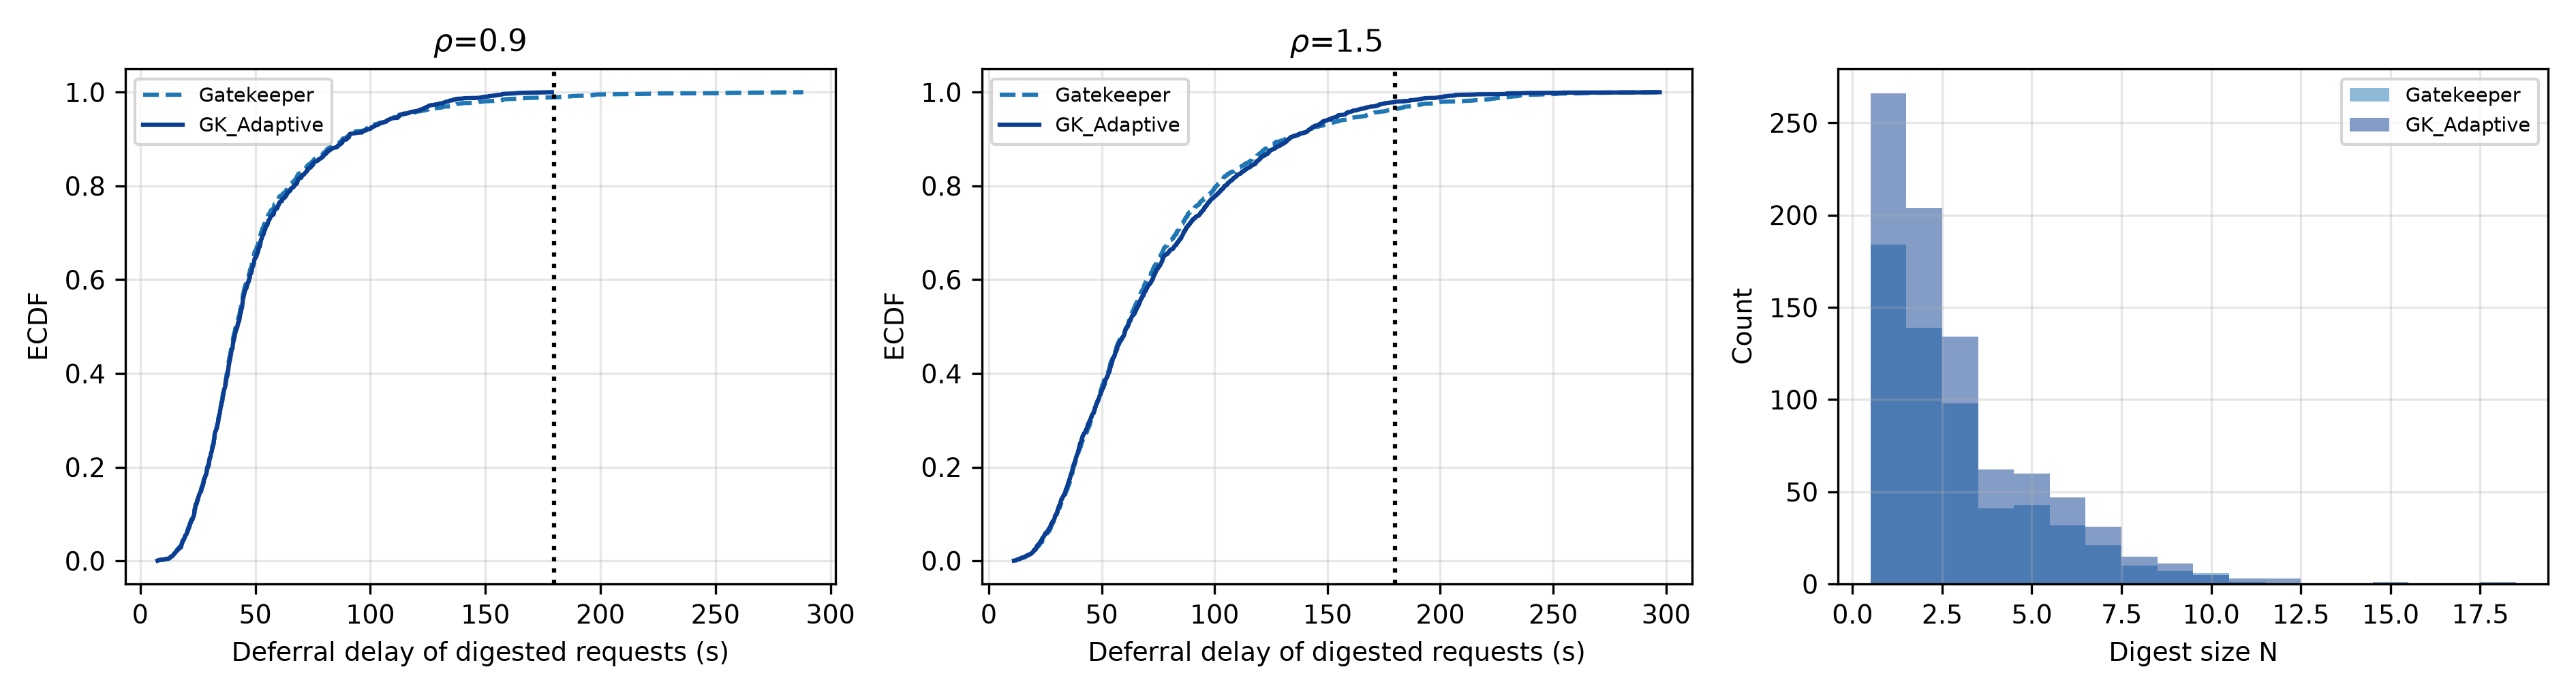 ρ=0.9
Gatekeeper
GK_Adaptive
ECDF
1.0
0.8
0.6
0.4
0.2
0.0
0 50 100 150 200 250 300
Deferral delay of digested requests (s)
ρ=1.5
Gatekeeper
GK_Adaptive
ECDF
1.0
0.8
0.6
0.4
0.2
0.0
0 50 100 150 200 250 300
Deferral delay of digested requests (s)
Gatekeeper
GK_Adaptive
Count
250
200
150
100
50
0
0.0 2.5 5.0 7.5 10.0 12.5 15.0 17.5
Digest size N